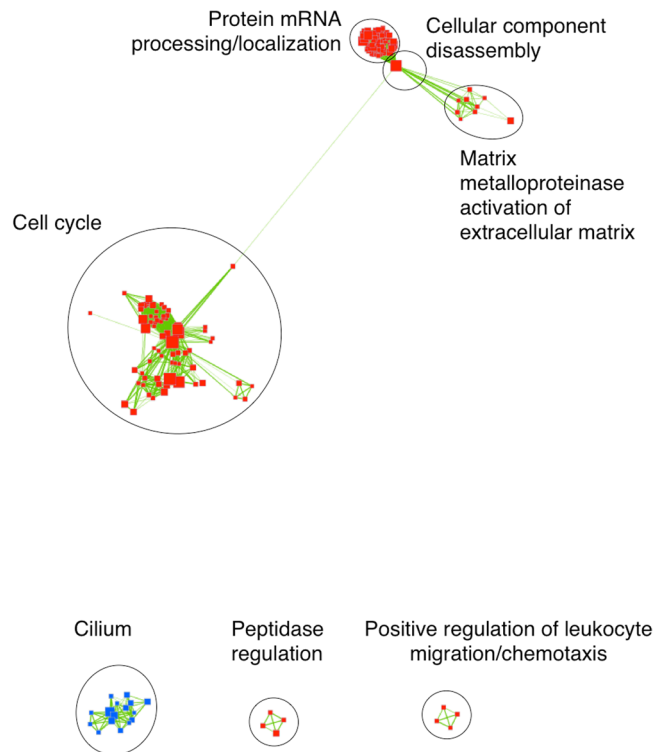 Protein mRNA
processing/localization
Cellular component
disassembly
Matrix
metalloproteinase
activation of
extracellular matrix
Cell cycle
Cilium
Peptidase
regulation
Positive regulation of leukocyte
migration/chemotaxis